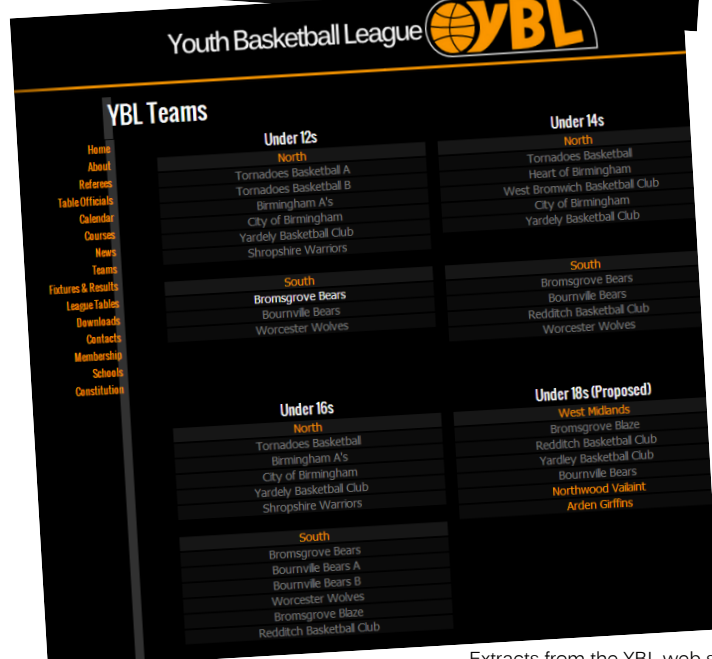 Youth Basketball League
YBL
YBL Teams
Home
About
Referees
Table Officials
Calendar
Courses
News
Teams
Fixtures & Results
League Tables
Downloads
Contacts
Membership
Schools
Constitution
Under 12s
North
Tornadoes Basketball A
Tornadoes Basketball B
Birmingham A's
City of Birmingham
Yardely Basketball Club
Shropshire Warriors
South
Bromsgrove Bears
Bournville Bears
Worcester Wolves
Under 14s
North
Tornadoes Basketball
Heart of Birmingham
West Bromwich Basketball Club
City of Birmingham
Yardely Basketball Club
South
Bromsgrove Bears
Bournville Bears
Redditch Basketball Club
Worcester Wolves
Under 16s
North
Tornadoes Basketball
Birmingham A's
City of Birmingham
Yardely Basketball Club
Shropshire Warriors
South
Bromsgrove Bears
Bournville Bears A
Bournville Bears B
Worcester Wolves
Bromsgrove Blaze
Redditch Basketball Club
Under 18s (Proposed)
West Midlands
Bromsgrove Blaze
Redditch Basketball Club
Yardley Basketball Club
Bournville Bears
Northwood Vailaint
Arden Girffins
Extracts from the YBL web